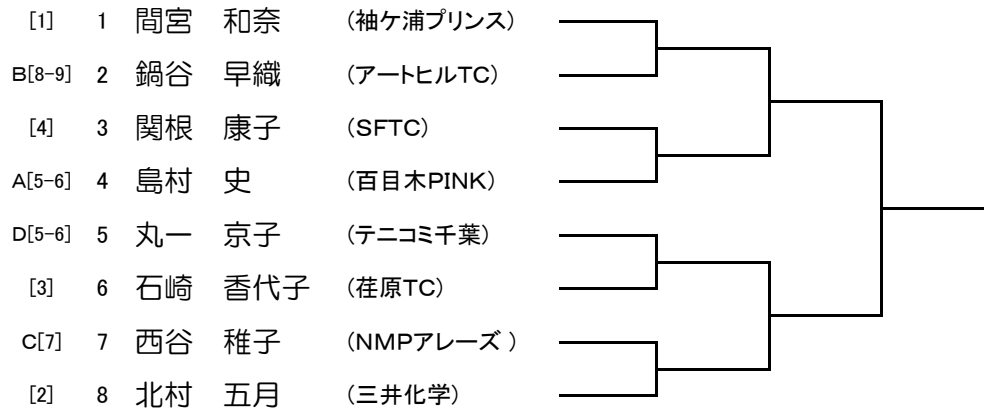 [1] 1 間宮 和奈 (袖ケ浦プリンス)
B[8-9] 2 鍋谷 早織 (アートヒルTC)
[4] 3 関根 康子 (SFTC)
A[5-6] 4 島村 史 (百目木PINK)
D[5-6] 5 丸一 京子 (テニコミ千葉)
[3] 6 石崎 香代子 (荏原TC)
C[7] 7 西谷 稚子 (NMPアレーズ )
[2] 8 北村 五月 (三井化学)